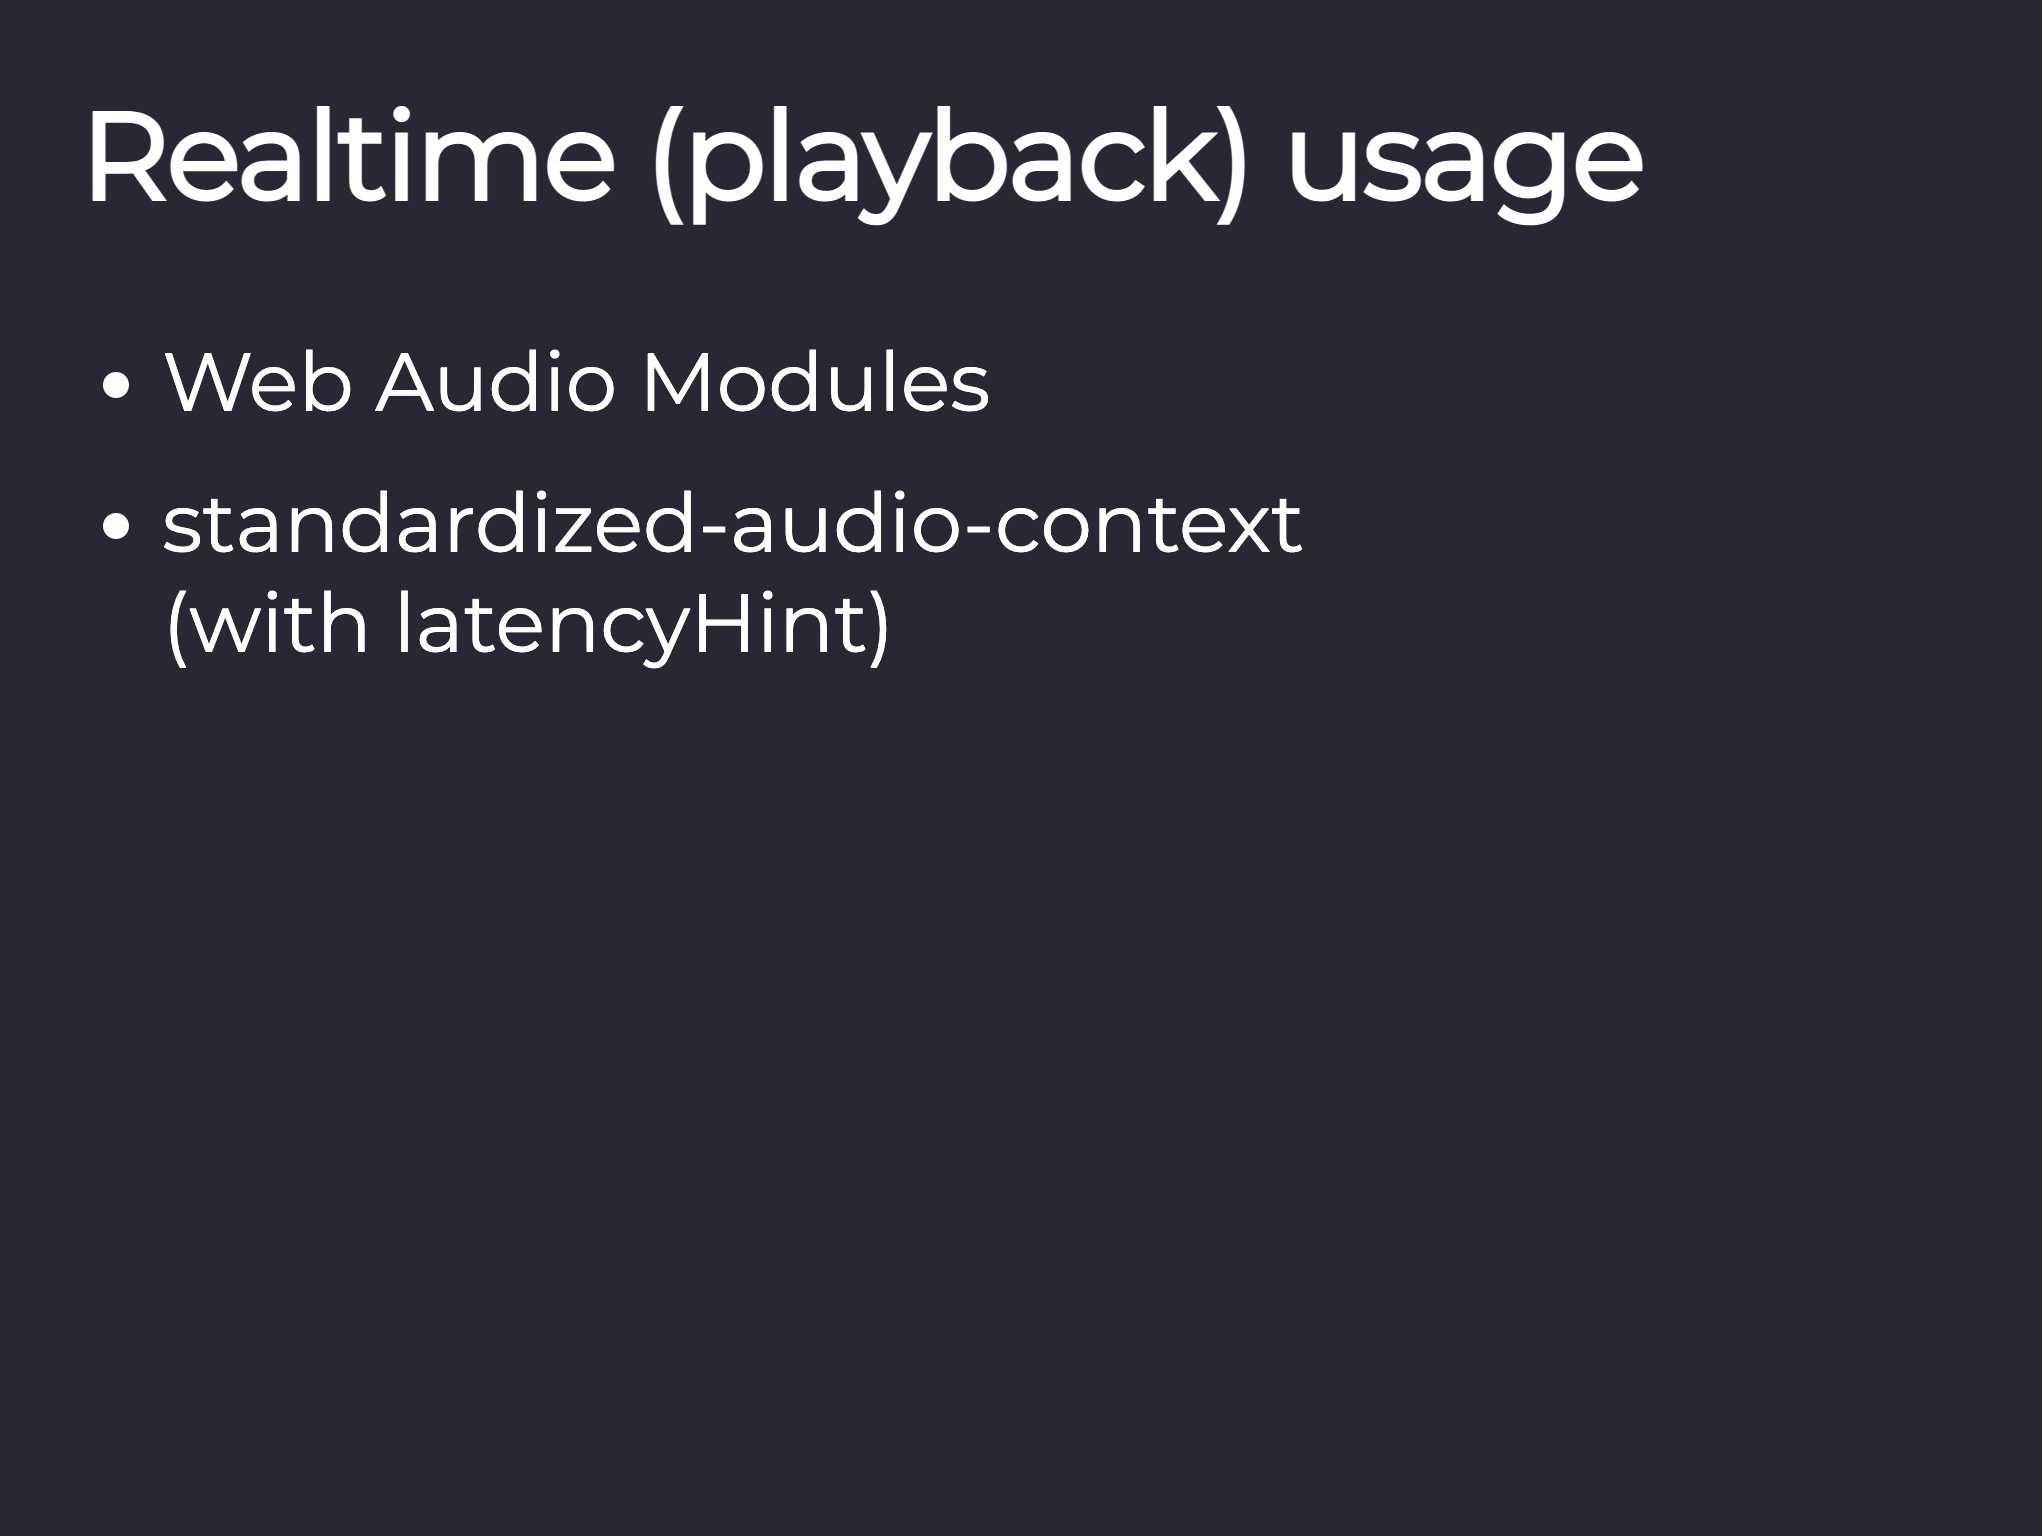 Realtime (playback) usage
• Web Audio Modules
• standardized-audio-context
(with latencyHint)